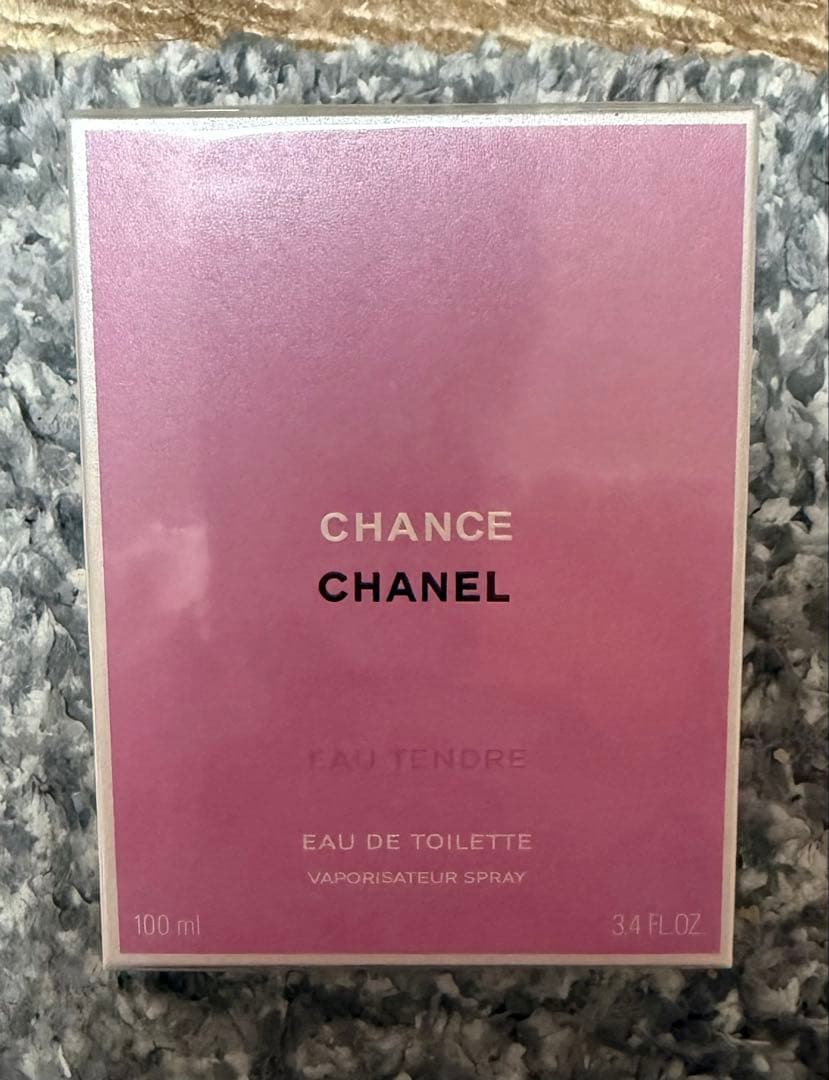 CHANCE
CHANEL
EAU TENDRE
EAU DE TOILETTE
VAPORISATEUR SPRAY
100 ml
3.4 FL.OZ.